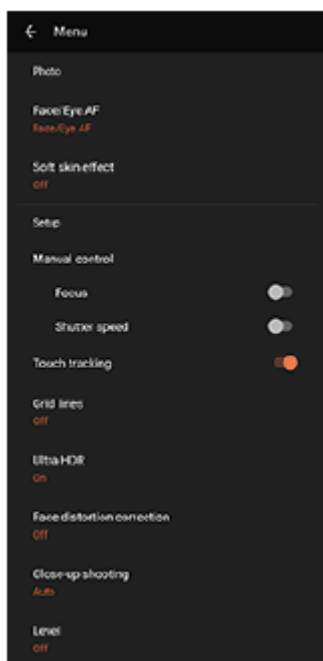 Menu
Photo
Face/Eye AF
Face/Eye AF
Soft skin effect
Off
Setup
Manual control
Focus
Shutter speed
Touch tracking
Grid lines
Off
Ultra HDR
On
Face distortion correction
Off
Close-up shooting
Auto
Level
Off